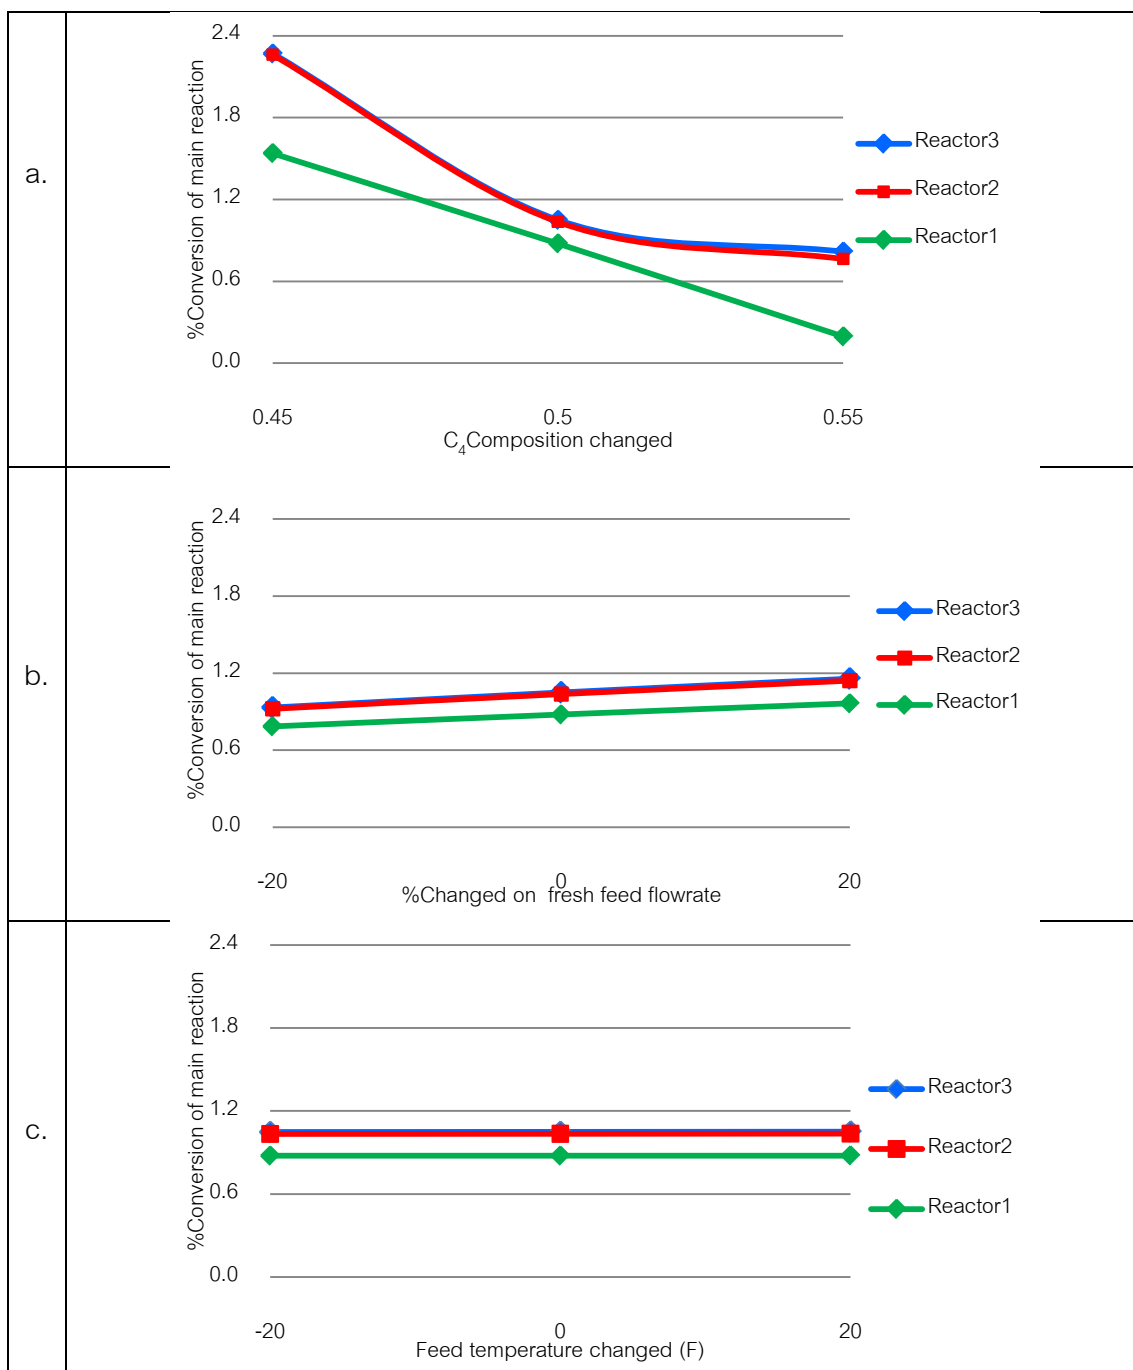 a.
%Conversion of main reaction
2.4
1.8
1.2
0.6
0.0
0.45 0.5 0.55
C₄Composition changed
Reactor3
Reactor2
Reactor1
b.
%Conversion of main reaction
2.4
1.8
1.2
0.6
0.0
-20 0 20
%Changed on fresh feed flowrate
Reactor3
Reactor2
Reactor1
c.
%Conversion of main reaction
2.4
1.8
1.2
0.6
0.0
-20 0 20
Feed temperature changed (F)
Reactor3
Reactor2
Reactor1